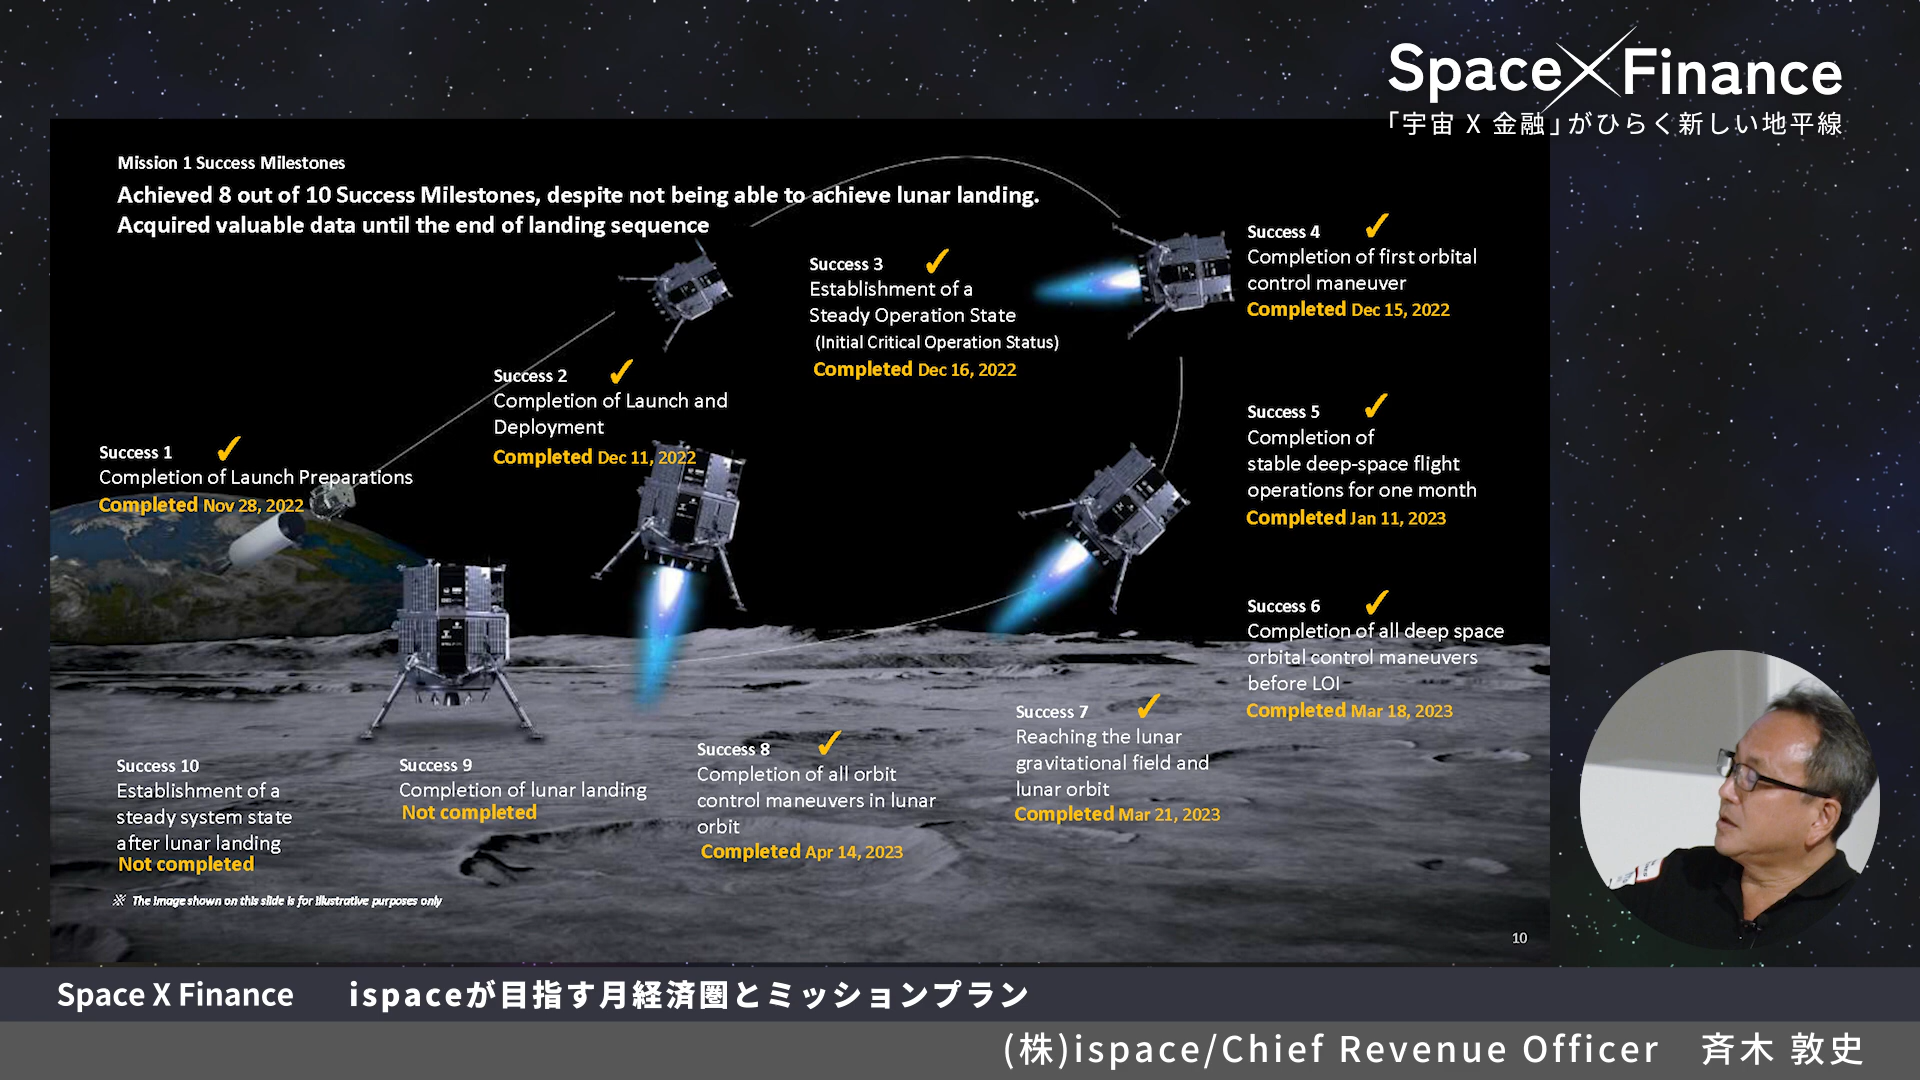 Space X Finance
「宇宙 X 金融」がひらく新しい地平線
Mission 1 Success Milestones
Achieved 8 out of 10 Success Milestones, despite not being able to achieve lunar landing.
Acquired valuable data until the end of landing sequence
Success 1 ✓
Completion of Launch Preparations
Completed Nov 28, 2022
Success 2 ✓
Completion of Launch and
Deployment
Completed Dec 11, 2022
Success 3 ✓
Establishment of a
Steady Operation State
(Initial Critical Operation Status)
Completed Dec 16, 2022
Success 4 ✓
Completion of first orbital
control maneuver
Completed Dec 15, 2022
Success 5 ✓
Completion of
stable deep-space flight
operations for one month
Completed Jan 11, 2023
Success 6 ✓
Completion of all deep space
orbital control maneuvers
before LOI
Completed Mar 18, 2023
Success 7 ✓
Reaching the lunar
gravitational field and
lunar orbit
Completed Mar 21, 2023
Success 8 ✓
Completion of all orbit
control maneuvers in lunar
orbit
Completed Apr 14, 2023
Success 9
Completion of lunar landing
Not completed
Success 10
Establishment of a
steady system state
after lunar landing
Not completed
※ The image shown on this slide is for illustrative purposes only
10
Space X Finance ispaceが目指す月経済圏とミッションプラン
(株)ispace/Chief Revenue Officer 斉木 敦史